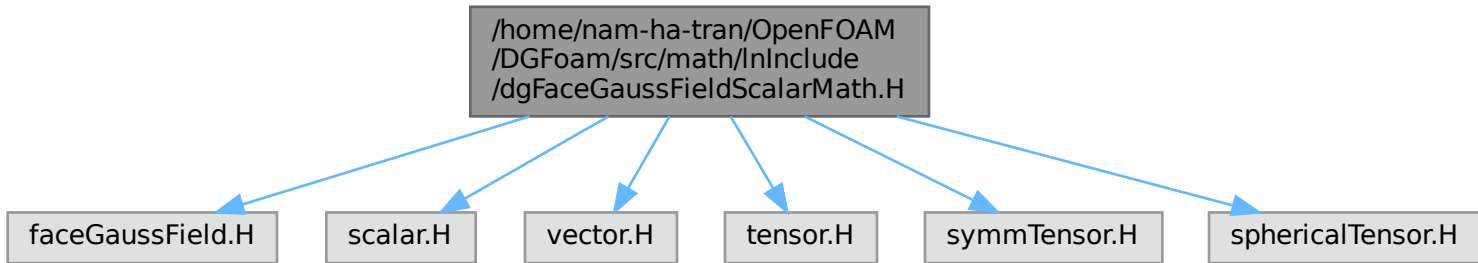 /home/nam-ha-tran/OpenFOAM
/DGFoam/src/math/lnInclude
/dgFaceGaussFieldScalarMath.H
faceGaussField.H
scalar.H
vector.H
tensor.H
symmTensor.H
sphericalTensor.H